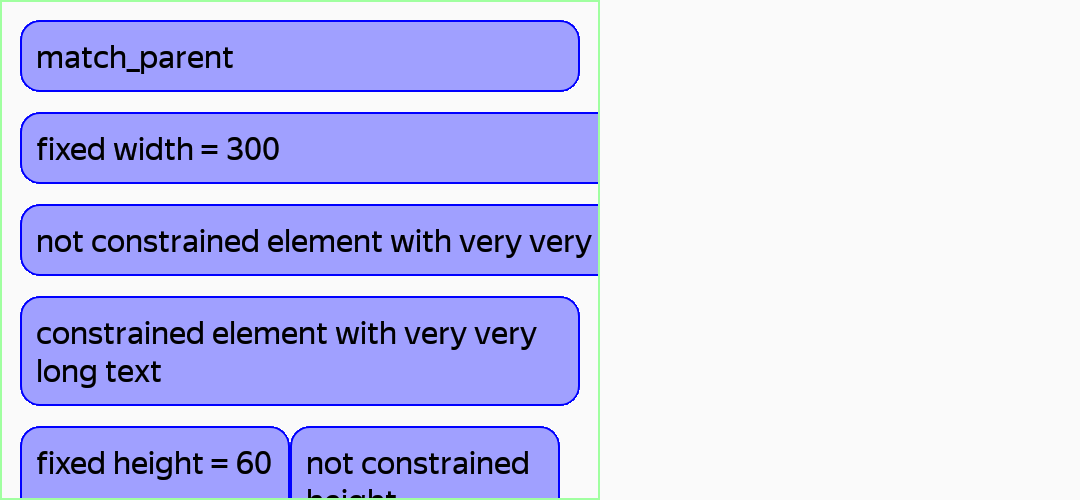 match_parent
fixed width = 300
not constrained element with very very
constrained element with very very
long text
fixed height = 60
not constrained
height